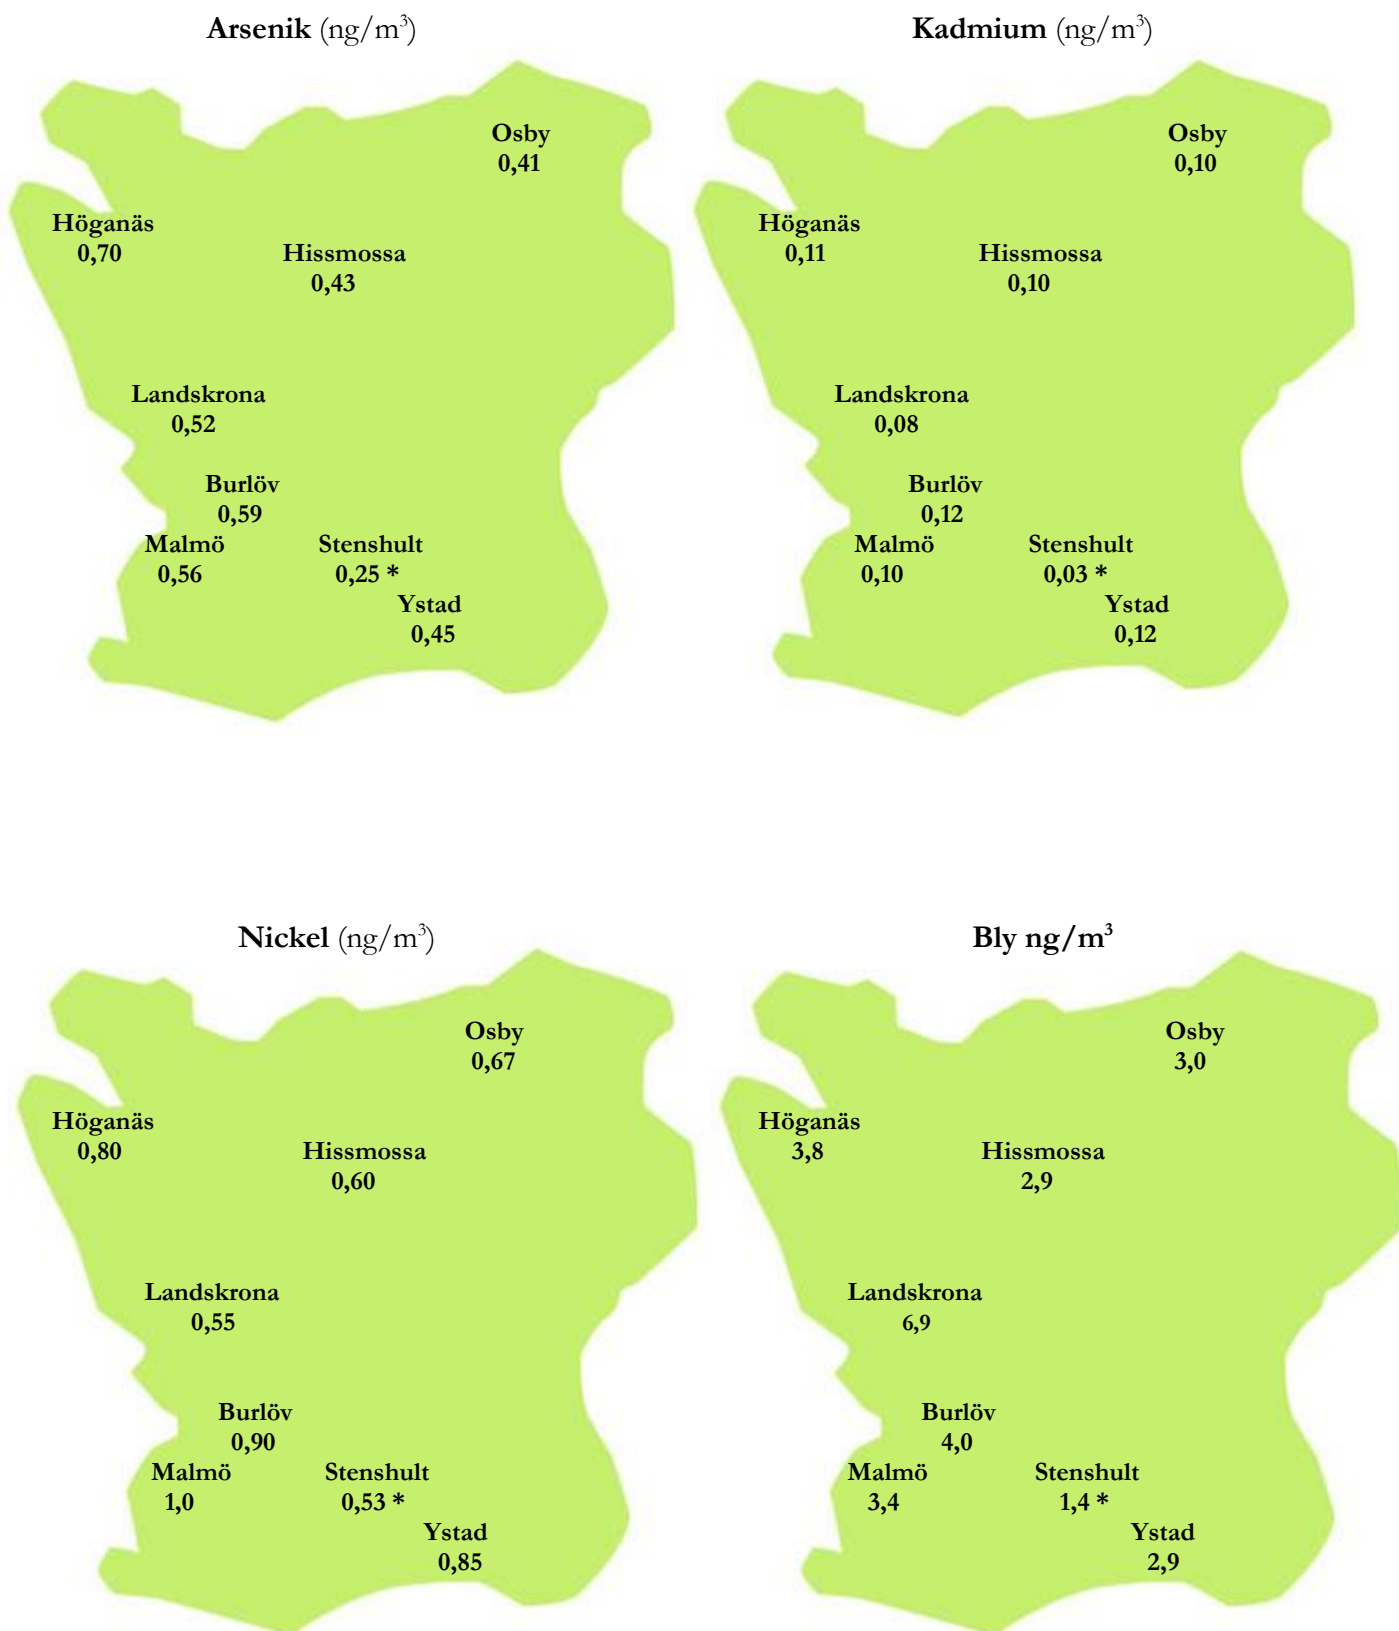 Arsenik (ng/m³)
Osby
0,41
Höganäs
0,70
Hissmossa
0,43
Landskrona
0,52
Burlöv
0,59
Malmö
0,56
Stenshult
0,25 *
Ystad
0,45
Kadmium (ng/m³)
Osby
0,10
Höganäs
0,11
Hissmossa
0,10
Landskrona
0,08
Burlöv
0,12
Malmö
0,10
Stenshult
0,03 *
Ystad
0,12
Nickel (ng/m³)
Osby
0,67
Höganäs
0,80
Hissmossa
0,60
Landskrona
0,55
Burlöv
0,90
Malmö
1,0
Stenshult
0,53 *
Ystad
0,85
Bly ng/m³
Osby
3,0
Höganäs
3,8
Hissmossa
2,9
Landskrona
6,9
Burlöv
4,0
Malmö
3,4
Stenshult
1,4 *
Ystad
2,9